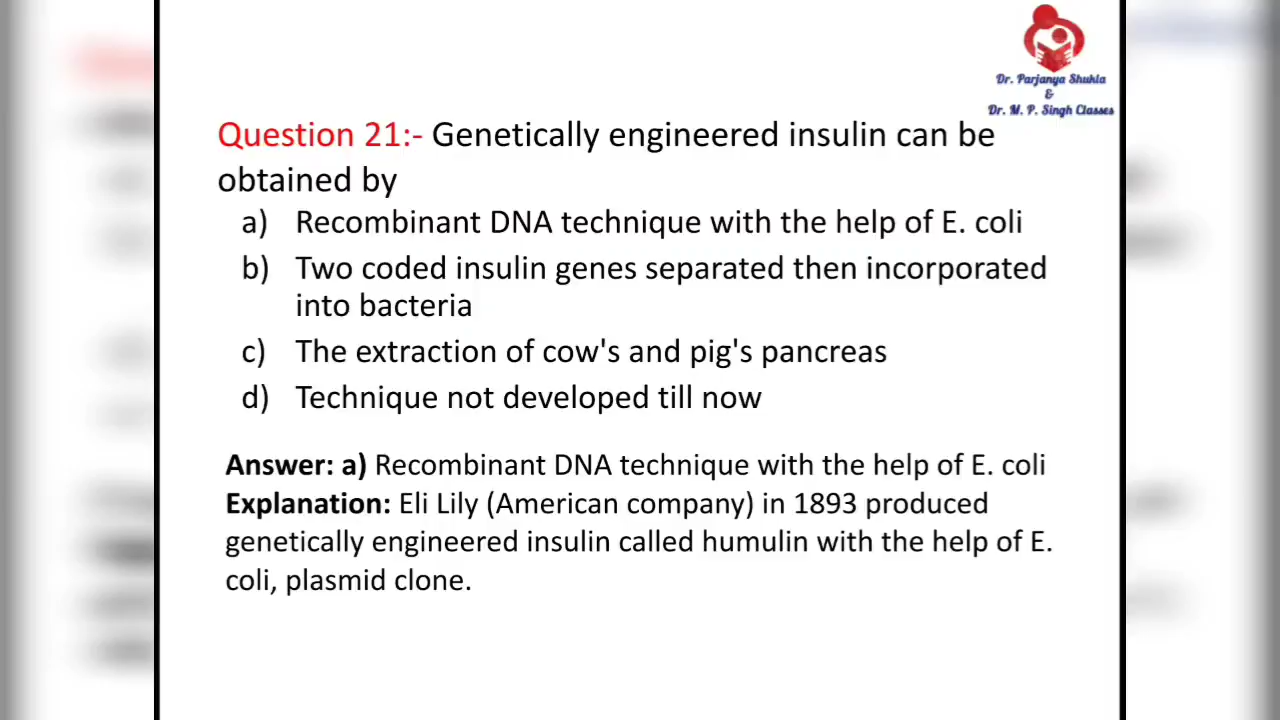 Dr. Parjanya Shukla
&
Dr. M. P. Singh Classes
Question 21:- Genetically engineered insulin can be
obtained by
a) Recombinant DNA technique with the help of E. coli
b) Two coded insulin genes separated then incorporated
into bacteria
c) The extraction of cow's and pig's pancreas
d) Technique not developed till now
Answer: a) Recombinant DNA technique with the help of E. coli
Explanation: Eli Lily (American company) in 1893 produced
genetically engineered insulin called humulin with the help of E.
coli, plasmid clone.